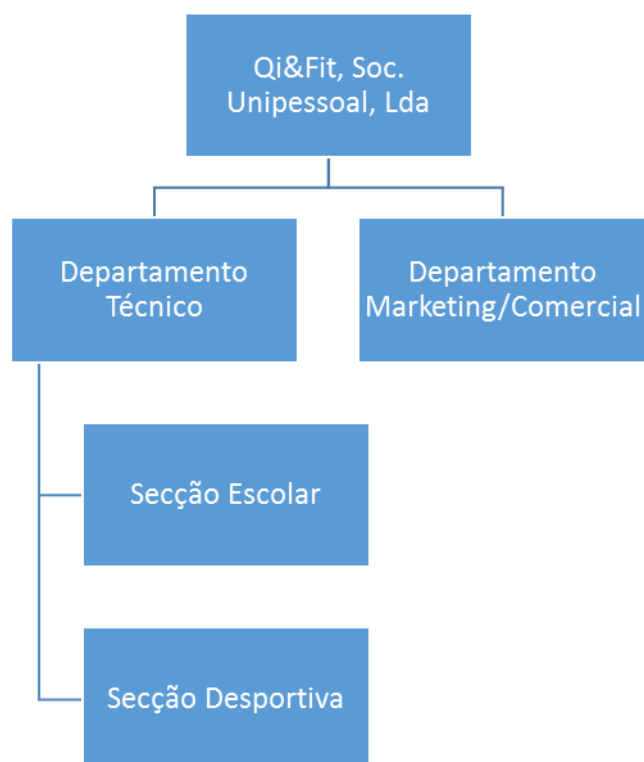 Qi&Fit, Soc.
Unipessoal, Lda
Departamento
Técnico
Departamento
Marketing/Comercial
Secção Escolar
Secção Desportiva